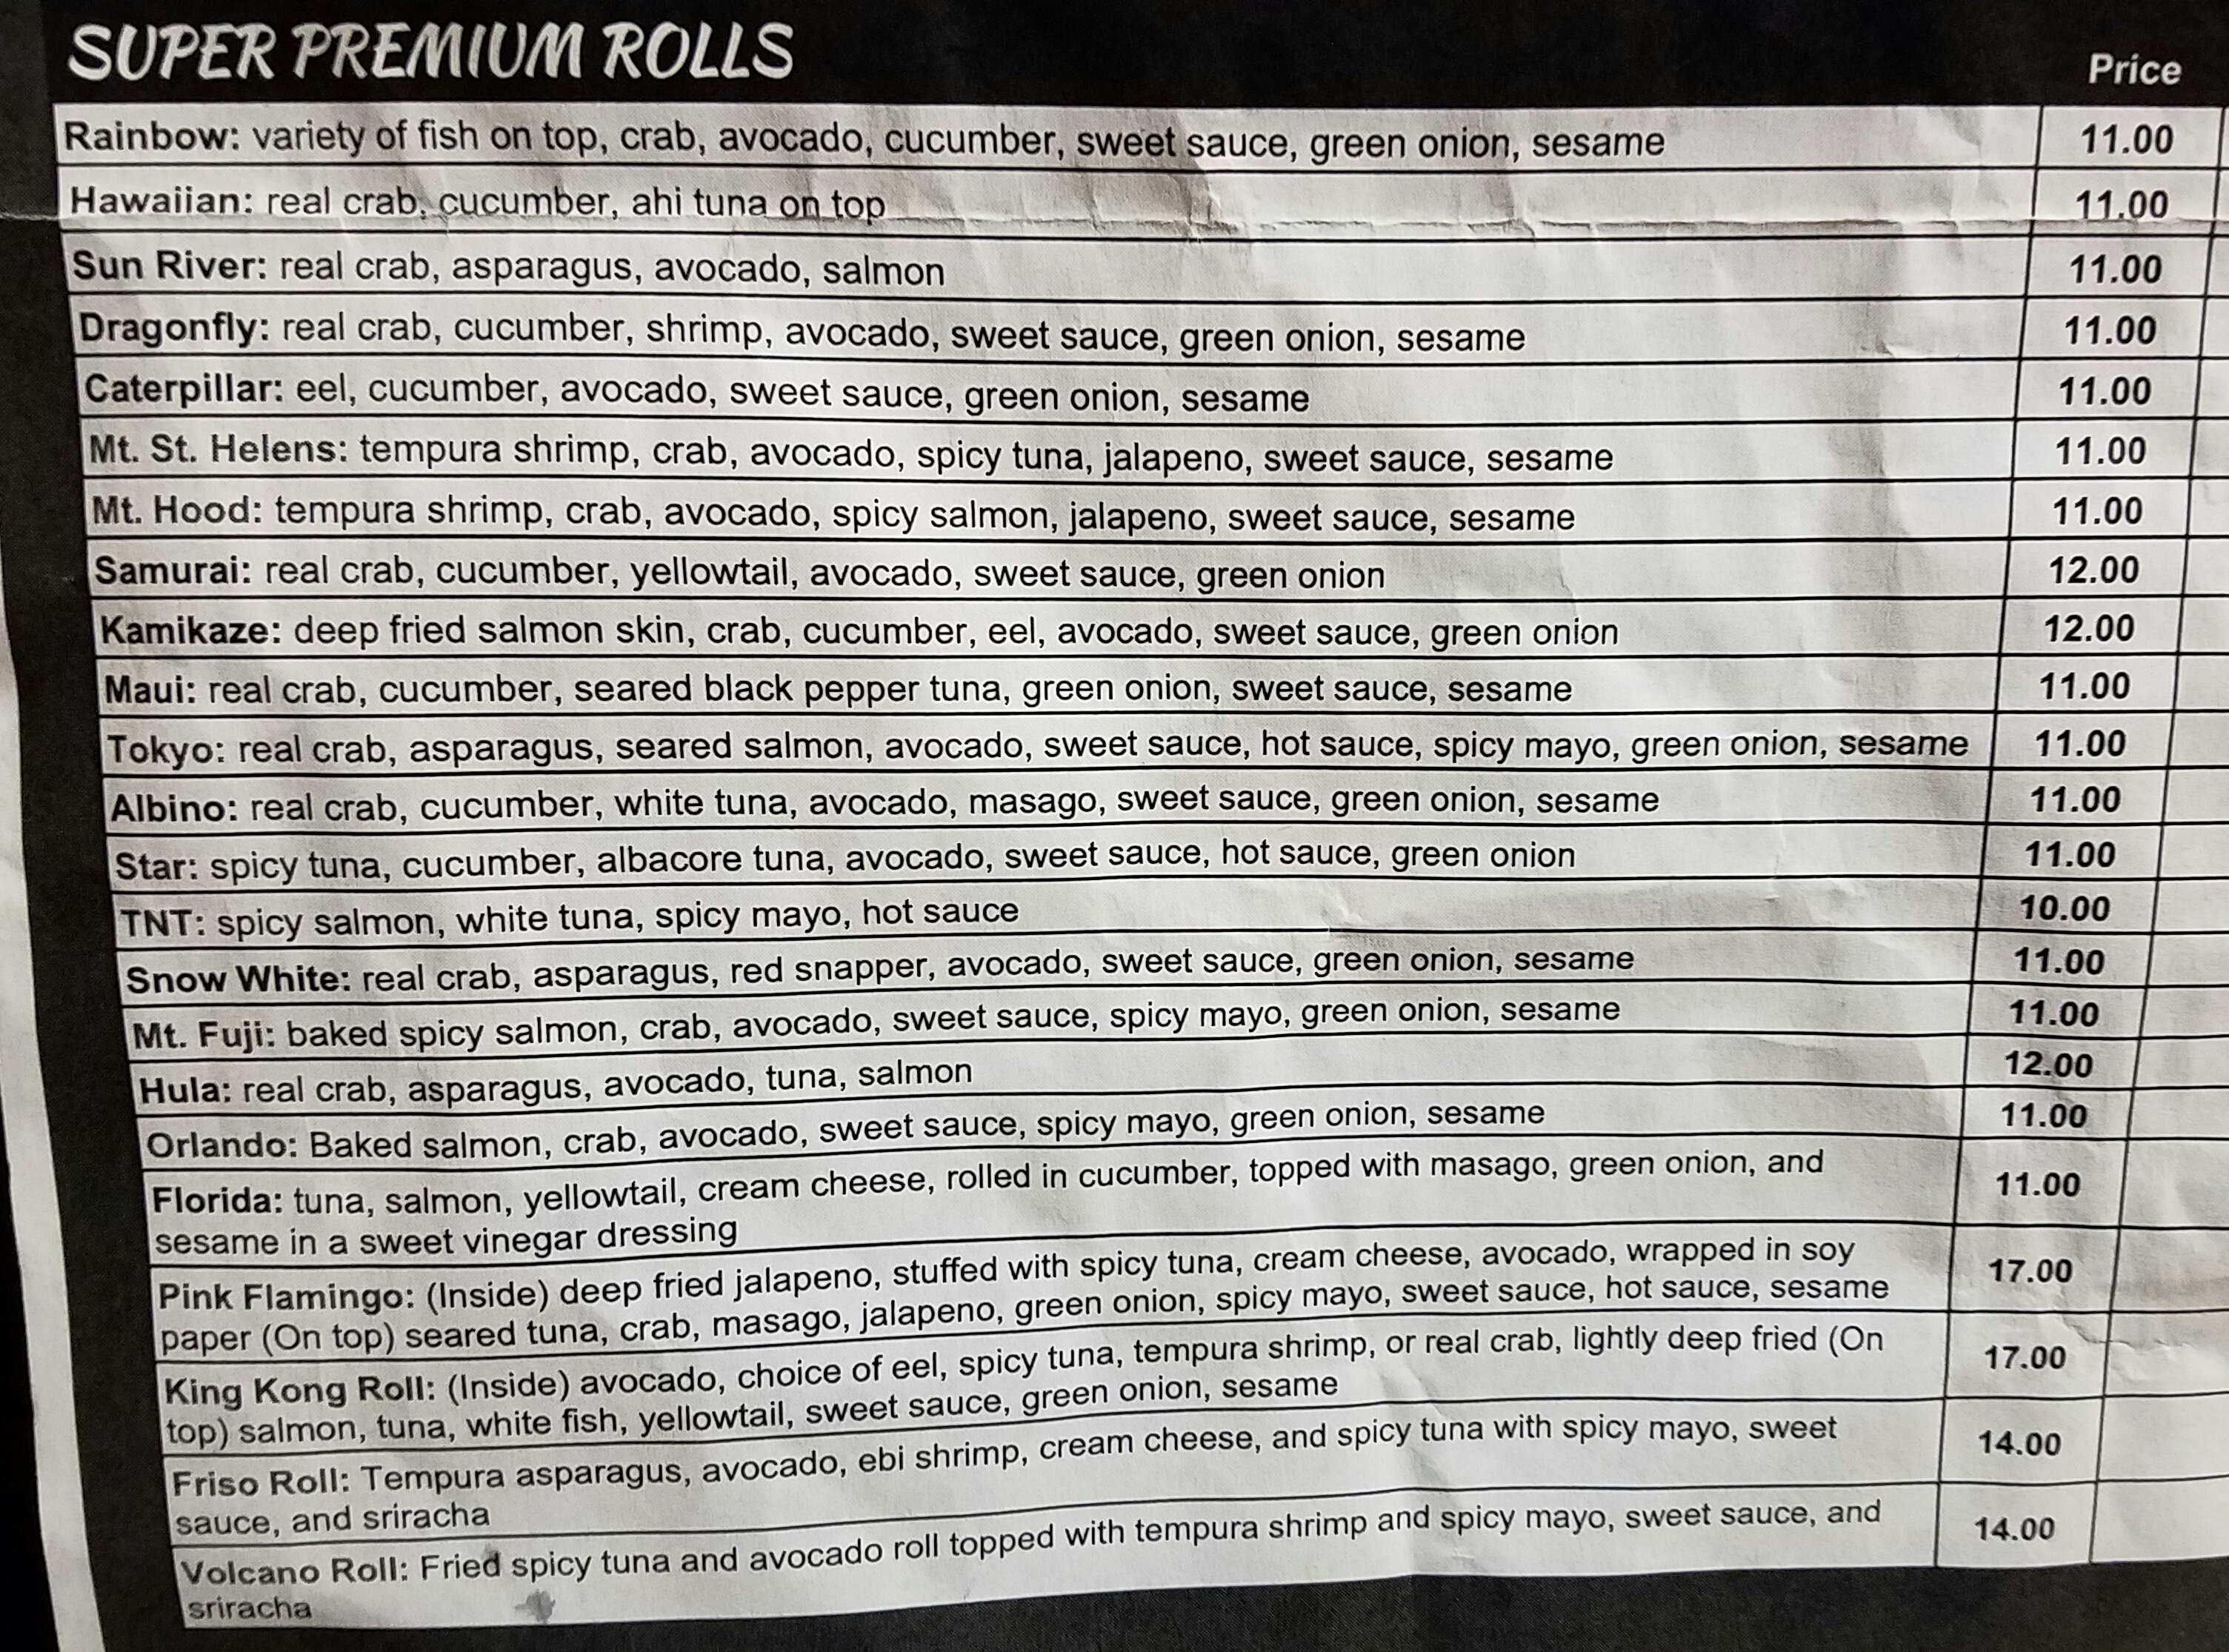 SUPER PREMIUM ROLLS Price
Rainbow: variety of fish on top, crab, avocado, cucumber, sweet sauce, green onion, sesame 11.00
Hawaiian: real crab, cucumber, ahi tuna on top 11.00
Sun River: real crab, asparagus, avocado, salmon 11.00
Dragonfly: real crab, cucumber, shrimp, avocado, sweet sauce, green onion, sesame 11.00
Caterpillar: eel, cucumber, avocado, sweet sauce, green onion, sesame 11.00
Mt. St. Helens: tempura shrimp, crab, avocado, spicy tuna, jalapeno, sweet sauce, sesame 11.00
Mt. Hood: tempura shrimp, crab, avocado, spicy salmon, jalapeno, sweet sauce, sesame 11.00
Samurai: real crab, cucumber, yellowtail, avocado, sweet sauce, green onion 12.00
Kamikaze: deep fried salmon skin, crab, cucumber, eel, avocado, sweet sauce, green onion 12.00
Maui: real crab, cucumber, seared black pepper tuna, green onion, sweet sauce, sesame 11.00
Tokyo: real crab, asparagus, seared salmon, avocado, sweet sauce, hot sauce, spicy mayo, green onion, sesame 11.00
Albino: real crab, cucumber, white tuna, avocado, masago, sweet sauce, green onion, sesame 11.00
Star: spicy tuna, cucumber, albacore tuna, avocado, sweet sauce, hot sauce, green onion 11.00
TNT: spicy salmon, white tuna, spicy mayo, hot sauce 10.00
Snow White: real crab, asparagus, red snapper, avocado, sweet sauce, green onion, sesame 11.00
Mt. Fuji: baked spicy salmon, crab, avocado, sweet sauce, spicy mayo, green onion, sesame 11.00
Hula: real crab, asparagus, avocado, tuna, salmon 12.00
Orlando: Baked salmon, crab, avocado, sweet sauce, spicy mayo, green onion, sesame 11.00
Florida: tuna, salmon, yellowtail, cream cheese, rolled in cucumber, topped with masago, green onion, and 11.00
sesame in a sweet vinegar dressing
Pink Flamingo: (Inside) deep fried jalapeno, stuffed with spicy tuna, cream cheese, avocado, wrapped in soy 17.00
paper (On top) seared tuna, crab, masago, jalapeno, green onion, spicy mayo, sweet sauce, hot sauce, sesame
King Kong Roll: (Inside) avocado, choice of eel, spicy tuna, tempura shrimp, or real crab, lightly deep fried (On 17.00
top) salmon, tuna, white fish, yellowtail, sweet sauce, green onion, sesame
Friso Roll: Tempura asparagus, avocado, ebi shrimp, cream cheese, and spicy tuna with spicy mayo, sweet 14.00
sauce, and sriracha
Volcano Roll: Fried spicy tuna and avocado roll topped with tempura shrimp and spicy mayo, sweet sauce, and 14.00
sriracha